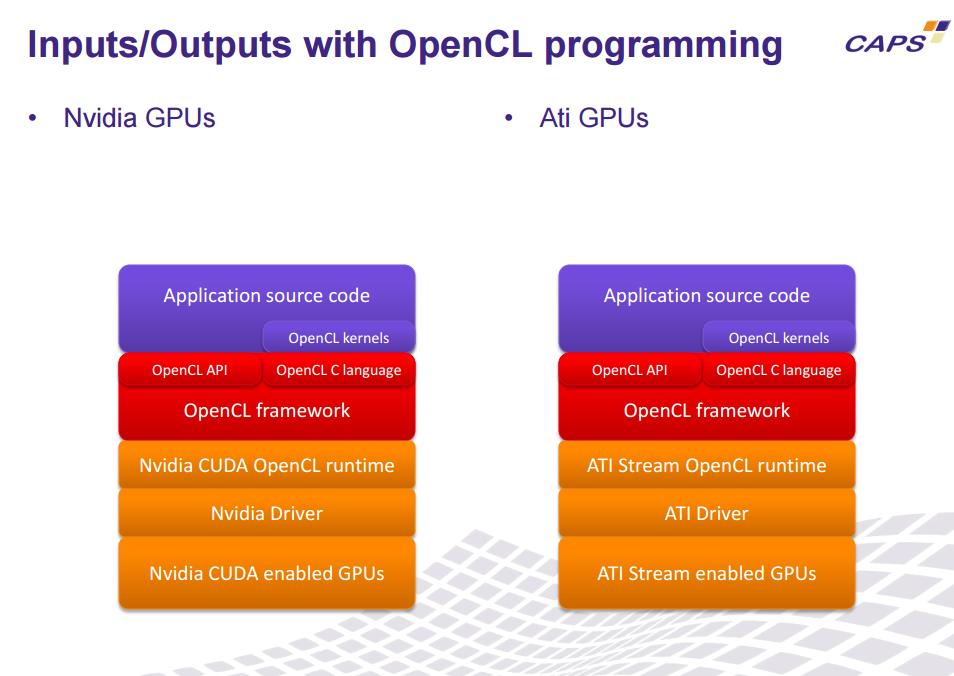 Inputs/Outputs with OpenCL programming
CAPS
• Nvidia GPUs
Application source code
OpenCL kernels
OpenCL API
OpenCL C language
OpenCL framework
Nvidia CUDA OpenCL runtime
Nvidia Driver
Nvidia CUDA enabled GPUs
• Ati GPUs
Application source code
OpenCL kernels
OpenCL API
OpenCL C language
OpenCL framework
ATI Stream OpenCL runtime
ATI Driver
ATI Stream enabled GPUs